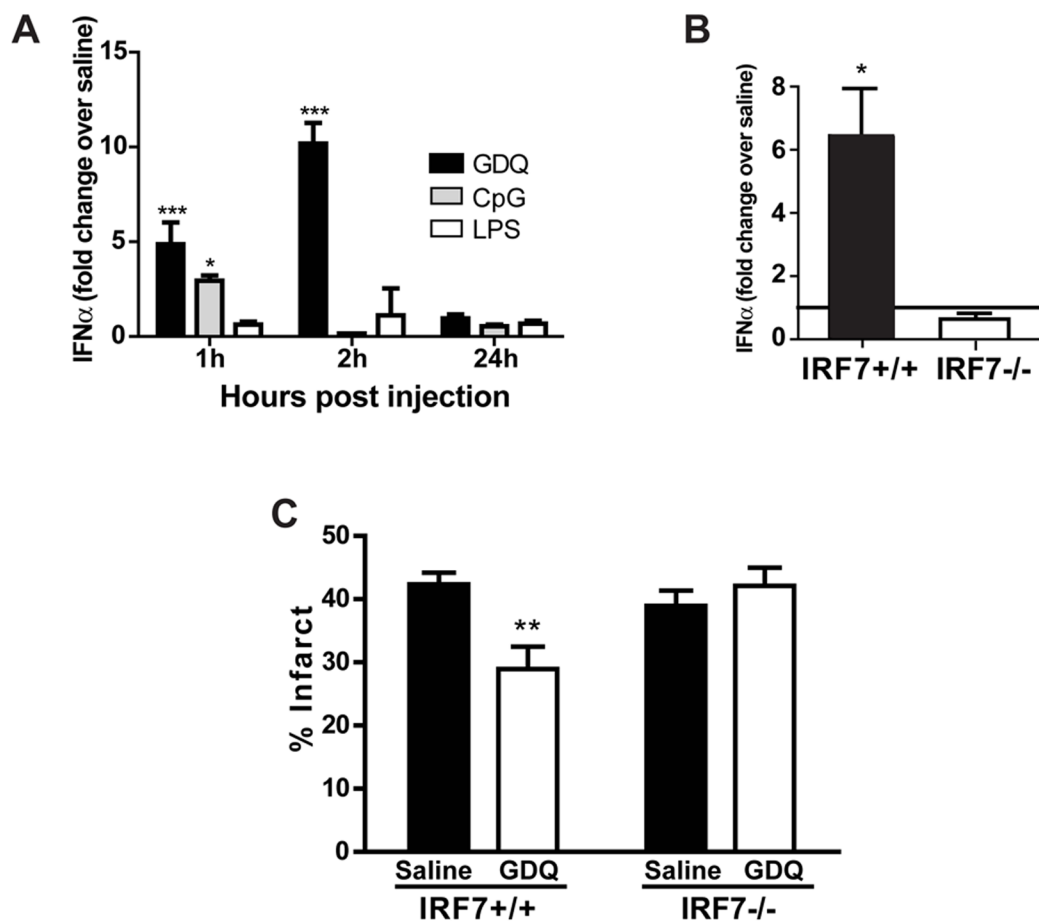 A
IFNα (fold change over saline)
15
10
5
0
***
*
***
GDQ
CpG
LPS
1h
2h
24h
Hours post injection
B
IFNα (fold change over saline)
8
6
4
2
0
*
IRF7+/+
IRF7-/-
C
% Infarct
50
40
30
20
10
0
**
Saline
GDQ
Saline
GDQ
IRF7+/+
IRF7-/-